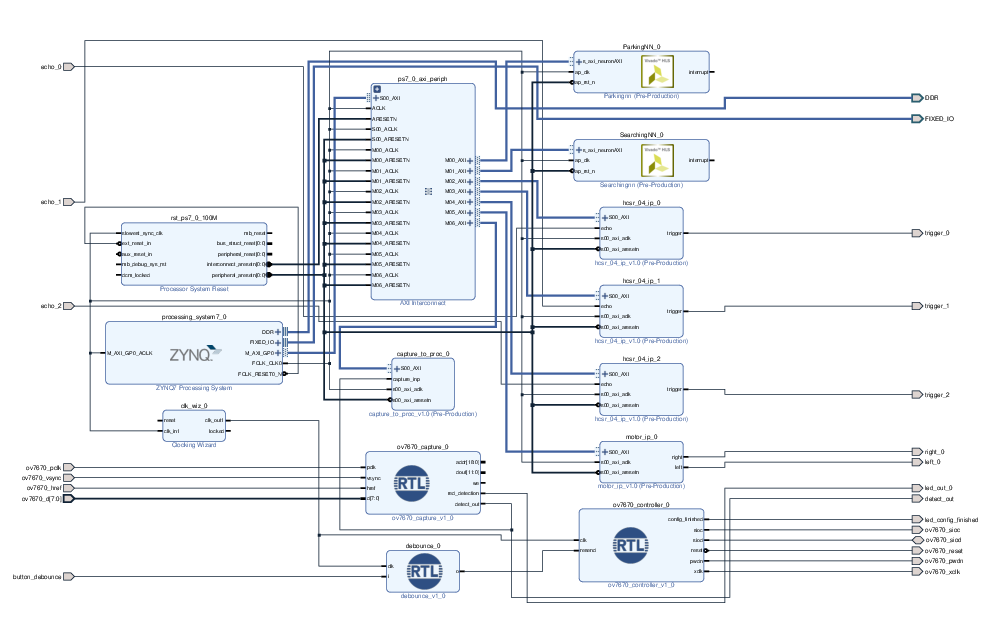 echo_0
echo_1
echo_2
ov7670_pclk
ov7670_vsync
ov7670_href
ov7670_d[7:0]
button_debounce
rst_ps7_0_100M
slowest_sync_clk
ext_reset_in
aux_reset_in
mb_debug_sys_rst
dcm_locked
mb_reset
bus_struct_reset[0:0]
peripheral_reset[0:0]
interconnect_aresetn[0:0]
peripheral_aresetn[0:0]
Processor System Reset
processing_system7_0
M_AXI_GP0_ACLK
ZYNQ
DDR
FIXED_IO
M_AXI_GP0
FCLK_CLK0
FCLK_RESET0_N
ZYNQ7 Processing System
clk_wiz_0
reset
clk_in1
clk_out1
locked
Clocking Wizard
ps7_0_axi_periph
S00_AXI
ACLK
ARESETN
S00_ACLK
S00_ARESETN
M00_ACLK
M00_ARESETN
M01_ACLK
M01_ARESETN
M02_ACLK
M02_ARESETN
M03_ACLK
M03_ARESETN
M04_ACLK
M04_ARESETN
M05_ACLK
M05_ARESETN
M06_ACLK
M06_ARESETN
M00_AXI
M01_AXI
M02_AXI
M03_AXI
M04_AXI
M05_AXI
M06_AXI
AXI Interconnect
capture_to_proc_0
S00_AXI
capture_inp
s00_axi_aclk
s00_axi_aresetn
capture_to_proc_v1.0 (Pre-Production)
ov7670_capture_0
pclk
vsync
href
d[7:0]
RTL
addr[18:0]
dout[11:0]
we
red_detection
detect_out
ov7670_capture_v1_0
debounce_0
clk
i
RTL
o
debounce_v1_0
ParkingNN_0
s_axi_neuronAXI
ap_clk
ap_rst_n
Vivado™ HLS
interrupt
Parkingnn (Pre-Production)
SearchingNN_0
s_axi_neuronAXI
ap_clk
ap_rst_n
Vivado™ HLS
interrupt
Searchingnn (Pre-Production)
hcsr_04_ip_0
S00_AXI
echo
s00_axi_aclk
s00_axi_aresetn
trigger
hcsr_04_ip_v1.0 (Pre-Production)
hcsr_04_ip_1
S00_AXI
echo
s00_axi_aclk
s00_axi_aresetn
trigger
hcsr_04_ip_v1.0 (Pre-Production)
hcsr_04_ip_2
S00_AXI
echo
s00_axi_aclk
s00_axi_aresetn
trigger
hcsr_04_ip_v1.0 (Pre-Production)
motor_ip_0
S00_AXI
s00_axi_aclk
s00_axi_aresetn
right
left
motor_ip_v1.0 (Pre-Production)
ov7670_controller_0
clk
resend
RTL
config_finished
sioc
siod
reset
pwdn
xclk
ov7670_controller_v1_0
DDR
FIXED_IO
trigger_0
trigger_1
trigger_2
right_0
left_0
led_out_0
detect_out
led_config_finished
ov7670_sioc
ov7670_siod
ov7670_reset
ov7670_pwdn
ov7670_xclk